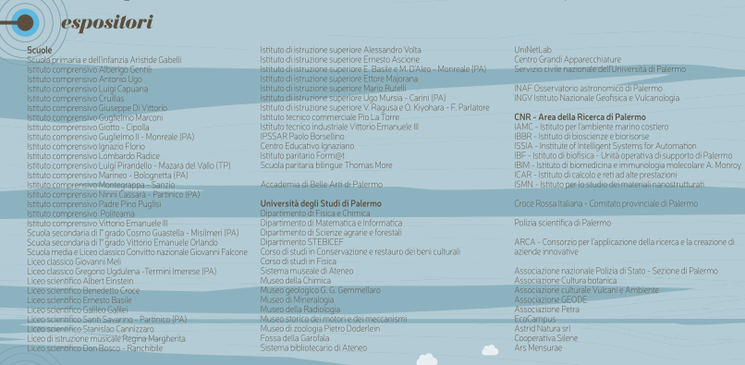 espositori
Scuole
Scuola primaria e dell'infanzia Aristide Gabelli
Istituto comprensivo Alberigo Gentili
Istituto comprensivo Antonio Ugo
Istituto comprensivo Luigi Capuana
Istituto comprensivo Cruillas
Istituto comprensivo Giuseppe Di Vittorio
Istituto comprensivo Guglielmo Marconi
Istituto comprensivo Giotto - Cipolla
Istituto comprensivo Guglielmo II - Monreale (PA)
Istituto comprensivo Ignazio Florio
Istituto comprensivo Lombardo Radice
Istituto comprensivo Luigi Pirandello - Mazara del Vallo (TP)
Istituto comprensivo Marineo - Bolognetta (PA)
Istituto comprensivo Montegrappa - Sanzio
Istituto comprensivo Ninni Cassarà - Partinico (PA)
Istituto comprensivo Padre Pino Puglisi
Istituto comprensivo Politeama
Istituto comprensivo Vittorio Emanuele III
Scuola secondaria di 1° grado Cosmo Guastella - Misilmeri (PA)
Scuola secondaria di 1° grado Vittorio Emanuele Orlando
Scuola media e Liceo classico Convitto nazionale Giovanni Falcone
Liceo classico Giovanni Meli
Liceo classico Gregorio Ugdulena -Termini Imerese (PA)
Liceo scientifico Albert Einstein
Liceo scientifico Benedetto Croce
Liceo scientifico Ernesto Basile
Liceo scientifico Galileo Galilei
Liceo scientifico Santi Savarino - Partinico (PA)
Liceo scientifico Stanislao Cannizzaro
Liceo di istruzione musicale Regina Margherita
Liceo scientifico Don Bosco - Ranchibile
Istituto di istruzione superiore Alessandro Volta
Istituto di istruzione superiore Ernesto Ascione
Istituto di istruzione superiore E. Basile e M. D'Aleo - Monreale (PA)
Istituto di istruzione superiore Ettore Majorana
Istituto di istruzione superiore Mario Rutelli
Istituto di istruzione superiore Ugo Mursia - Carini (PA)
Istituto di istruzione superiore V. Ragusa e O. Kiyohara - F. Parlatore
Istituto tecnico commerciale Pio La Torre
Istituto tecnico industriale Vittorio Emanuele III
IPSSAR Paolo Borsellino
Centro Educativo Ignaziano
Istituto paritario Form@t
Scuola paritaria bilingue Thomas More
Accademia di Belle Arti di Palermo
Università degli Studi di Palermo
Dipartimento di Fisica e Chimica
Dipartimento di Matematica e Informatica
Dipartimento di Scienze agrarie e forestali
Dipartimento STEBICEF
Corso di studi in Conservazione e restauro dei beni culturali
Corso di studi in Fisica
Sistema museale di Ateneo
Museo della Chimica
Museo geologico G. G. Gemmellaro
Museo di Mineralogia
Museo della Radiologia
Museo storico dei motori e dei meccanismi
Museo di zoologia Pietro Doderlein
Fossa della Garofala
Sistema bibliotecario di Ateneo
UniNetLab
Centro Grandi Apparecchiature
Servizio civile nazionale dell'Università di Palermo
INAF Osservatorio astronomico di Palermo
INGV Istituto Nazionale Geofisica e Vulcanologia
CNR - Area della Ricerca di Palermo
IAMC - Istituto per l'ambiente marino costiero
IBBR - Istituto di bioscienze e biorisorse
ISSIA - Institute of Intelligent Systems for Automation
IBF - Istituto di biofisica - Unità operativa di supporto di Palermo
IBIM - Istituto di biomedicina e immunologia molecolare A. Monroy
ICAR - Istituto di calcolo e reti ad alte prestazioni
ISMN - Istituto per lo studio dei materiali nanostrutturati
Croce Rossa Italiana - Comitato provinciale di Palermo
Polizia scientifica di Palermo
ARCA - Consorzio per l'applicazione della ricerca e la creazione di
aziende innovative
Associazione nazionale Polizia di Stato - Sezione di Palermo
Associazione Cultura botanica
Associazione culturale Vulcani e Ambiente
Associazione GEODE
Associazione Petra
EcoCampus
Astrid Natura srl
Cooperativa Silene
Ars Mensurae